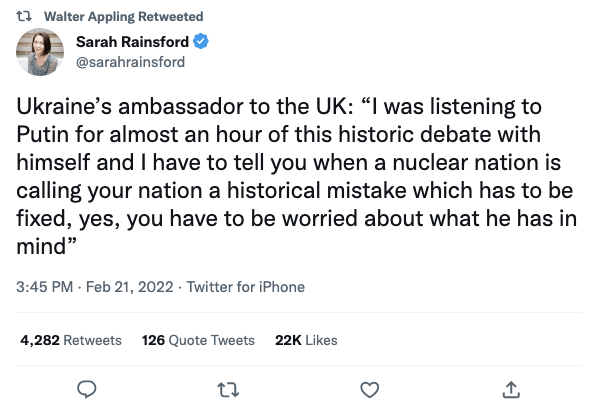 Walter Appling Retweeted
Sarah Rainsford
@sarahrainsford
Ukraine’s ambassador to the UK: “I was listening to
Putin for almost an hour of this historic debate with
himself and I have to tell you when a nuclear nation is
calling your nation a historical mistake which has to be
fixed, yes, you have to be worried about what he has in
mind”
3:45 PM · Feb 21, 2022 · Twitter for iPhone
4,282 Retweets 126 Quote Tweets 22K Likes